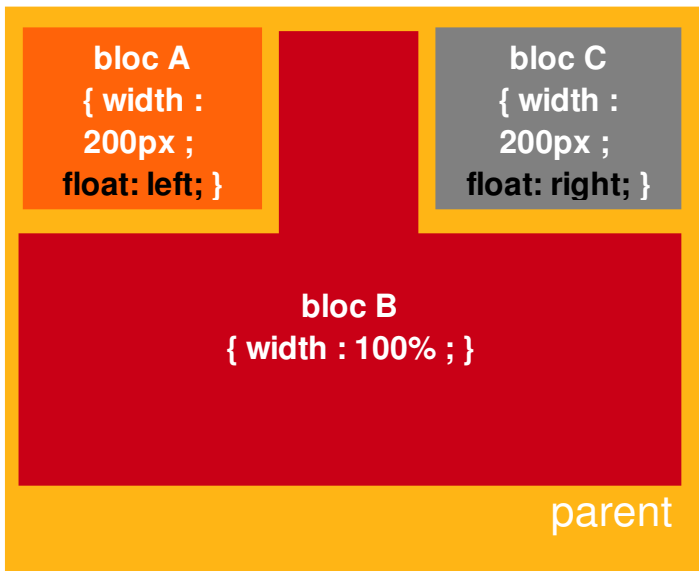 bloc A
{ width :
200px ;
float: left; }
bloc C
{ width :
200px ;
float: right; }
bloc B
{ width : 100% ; }
parent